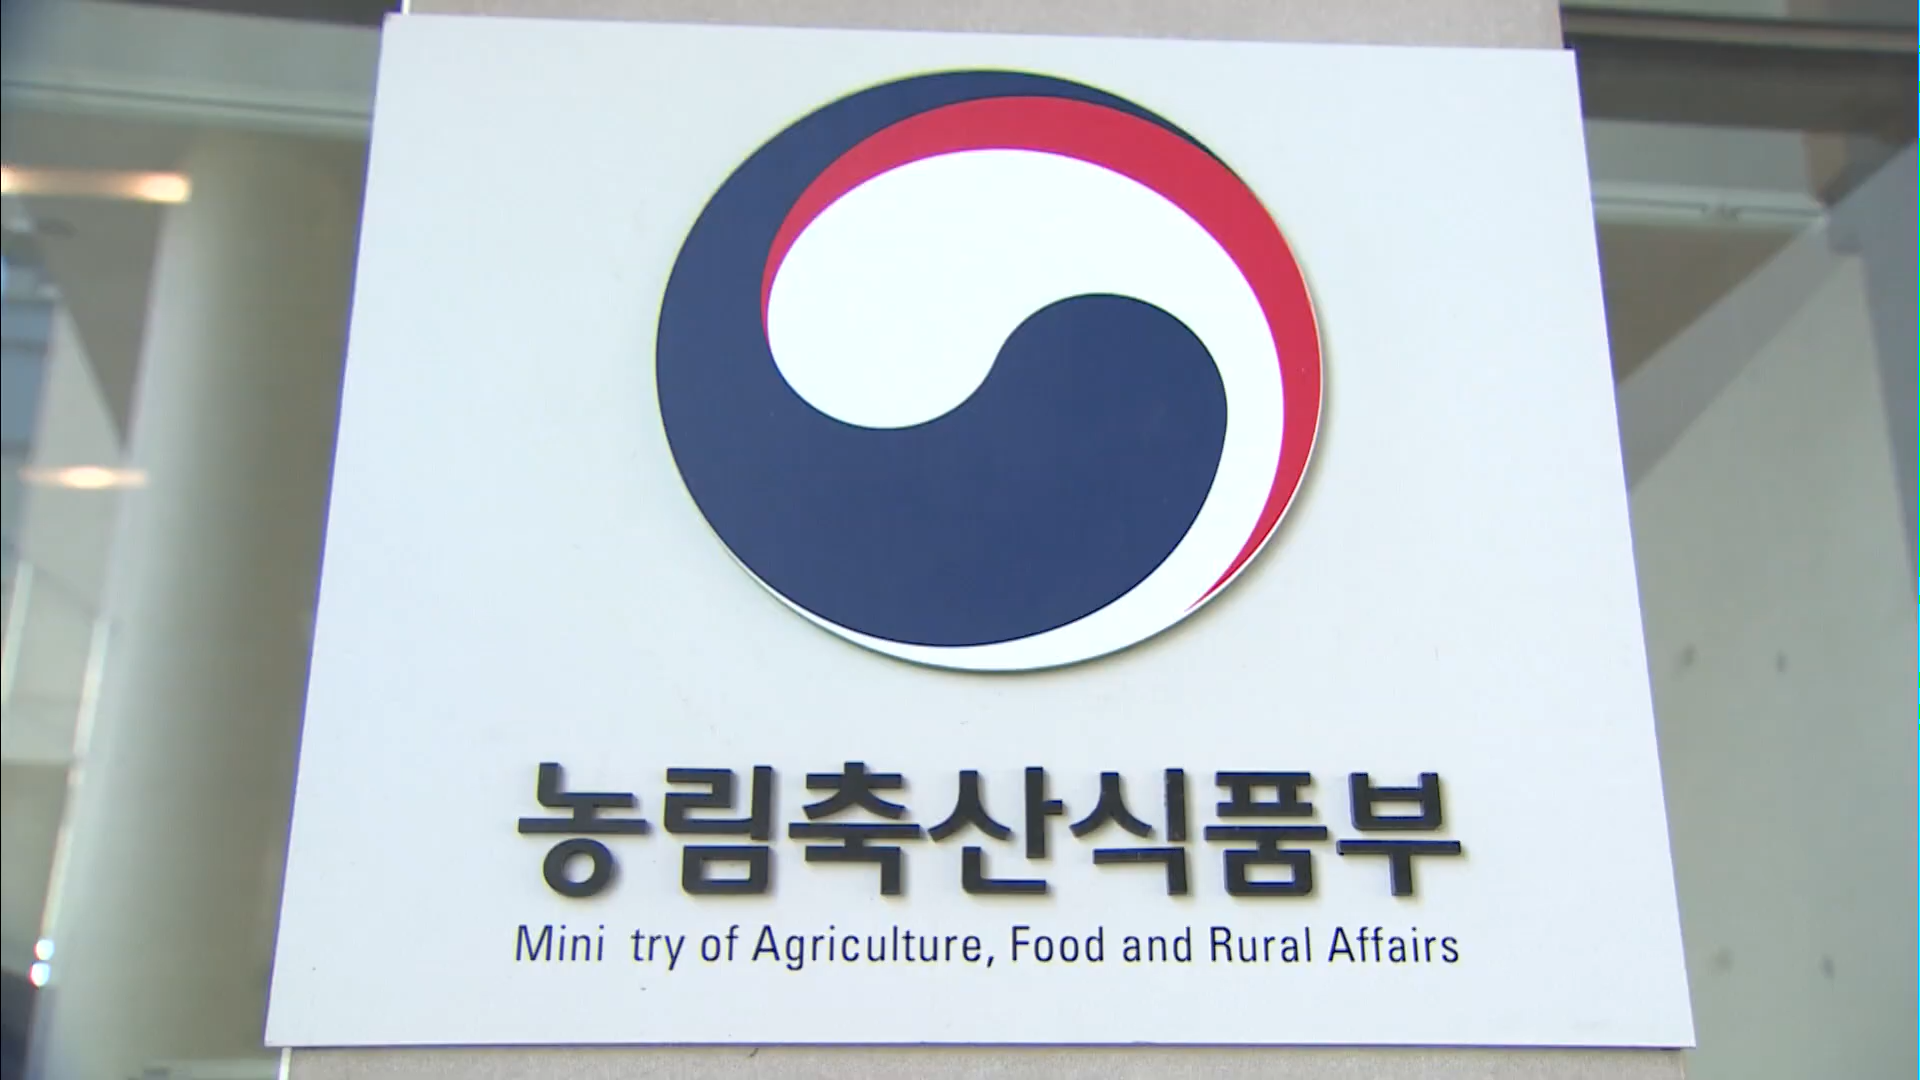 농림축산식품부
Mini try of Agriculture, Food and Rural Affairs